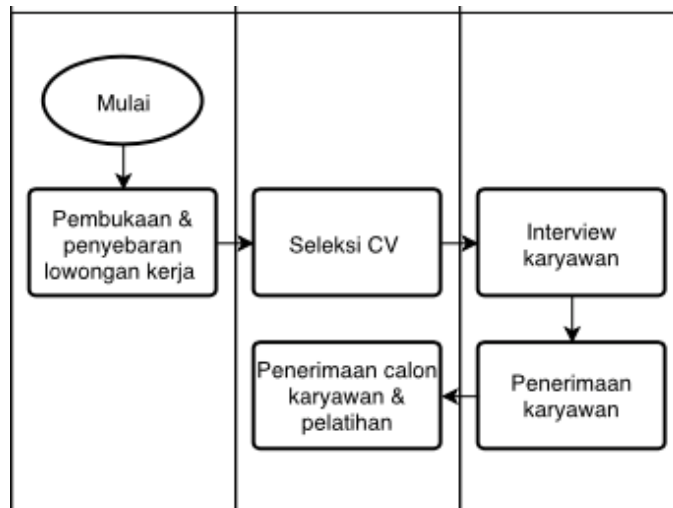 Mulai
Pembukaan &
penyebaran
lowongan kerja
Seleksi CV
Interview
karyawan
Penerimaan
karyawan
Penerimaan calon
karyawan &
pelatihan